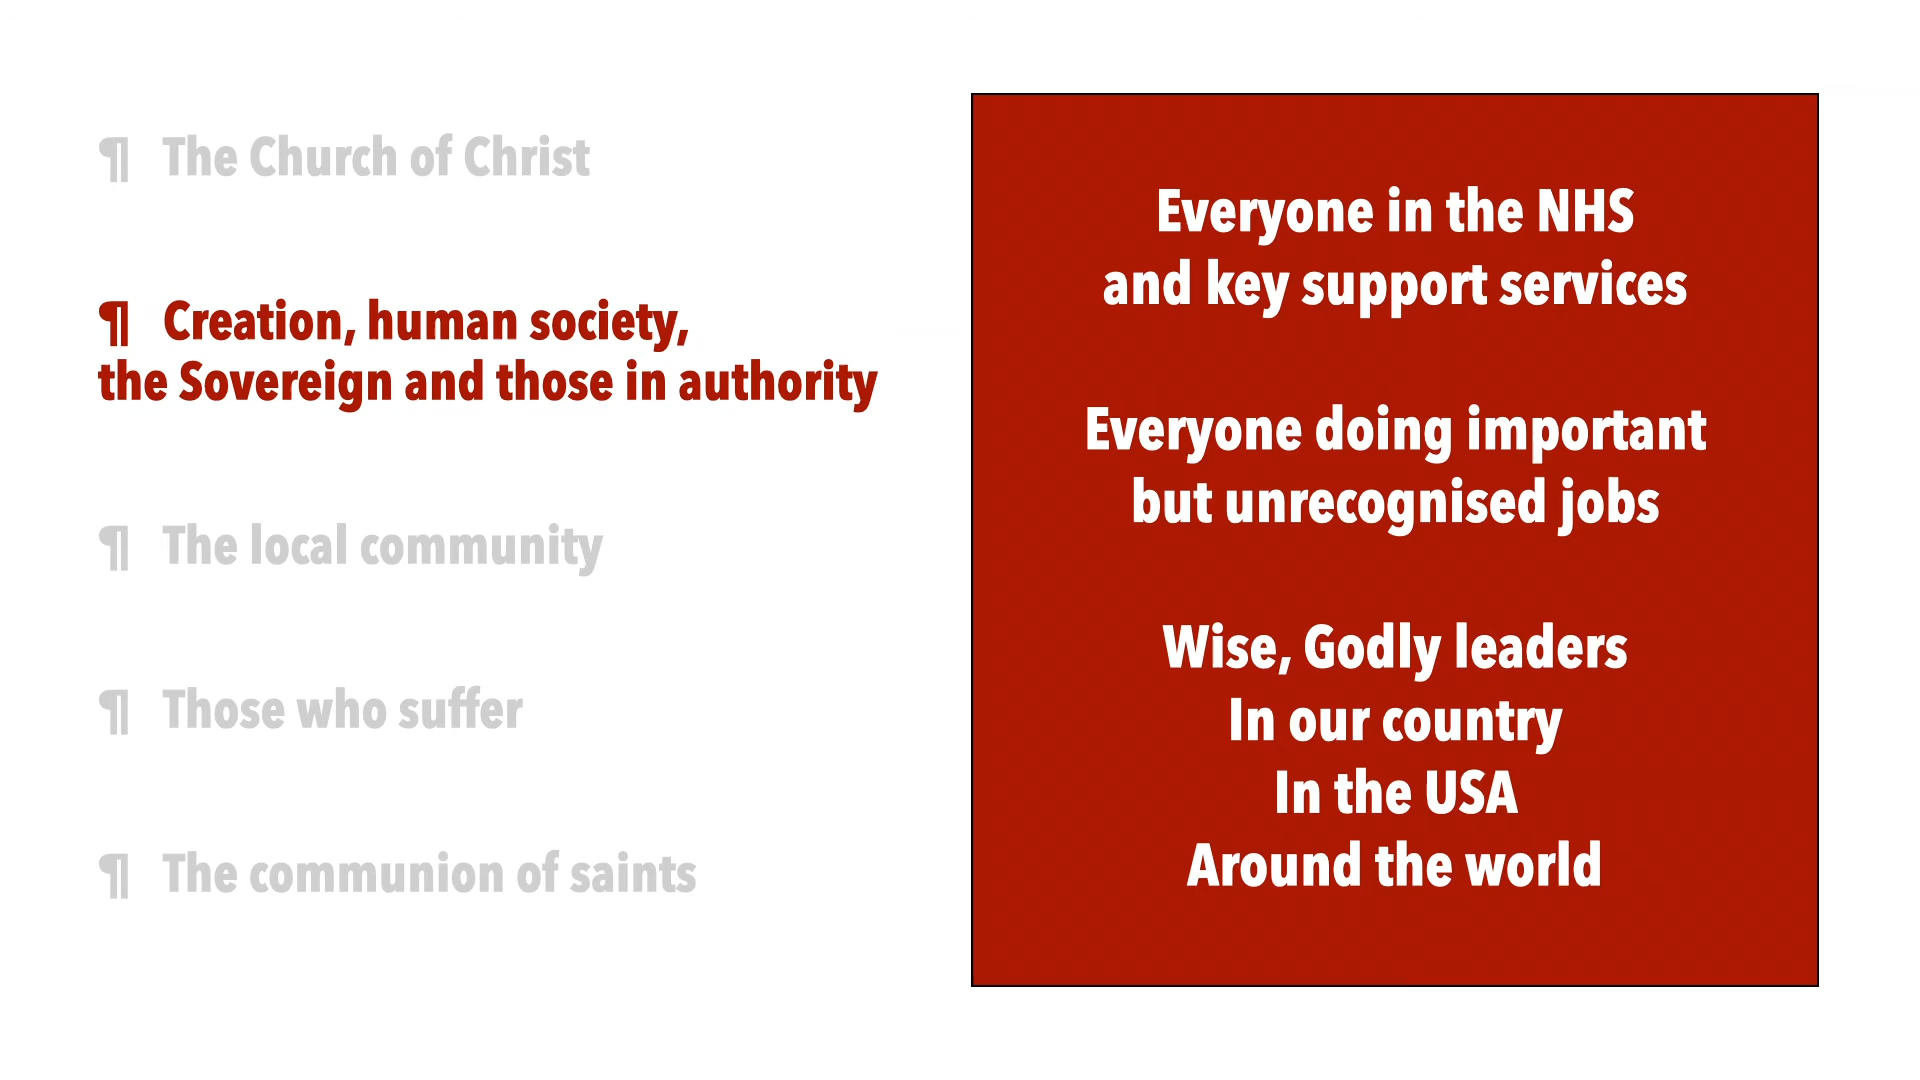 ¶ The Church of Christ
¶ Creation, human society,
the Sovereign and those in authority
¶ The local community
¶ Those who suffer
¶ The communion of saints
Everyone in the NHS
and key support services
Everyone doing important
but unrecognised jobs
Wise, Godly leaders
In our country
In the USA
Around the world